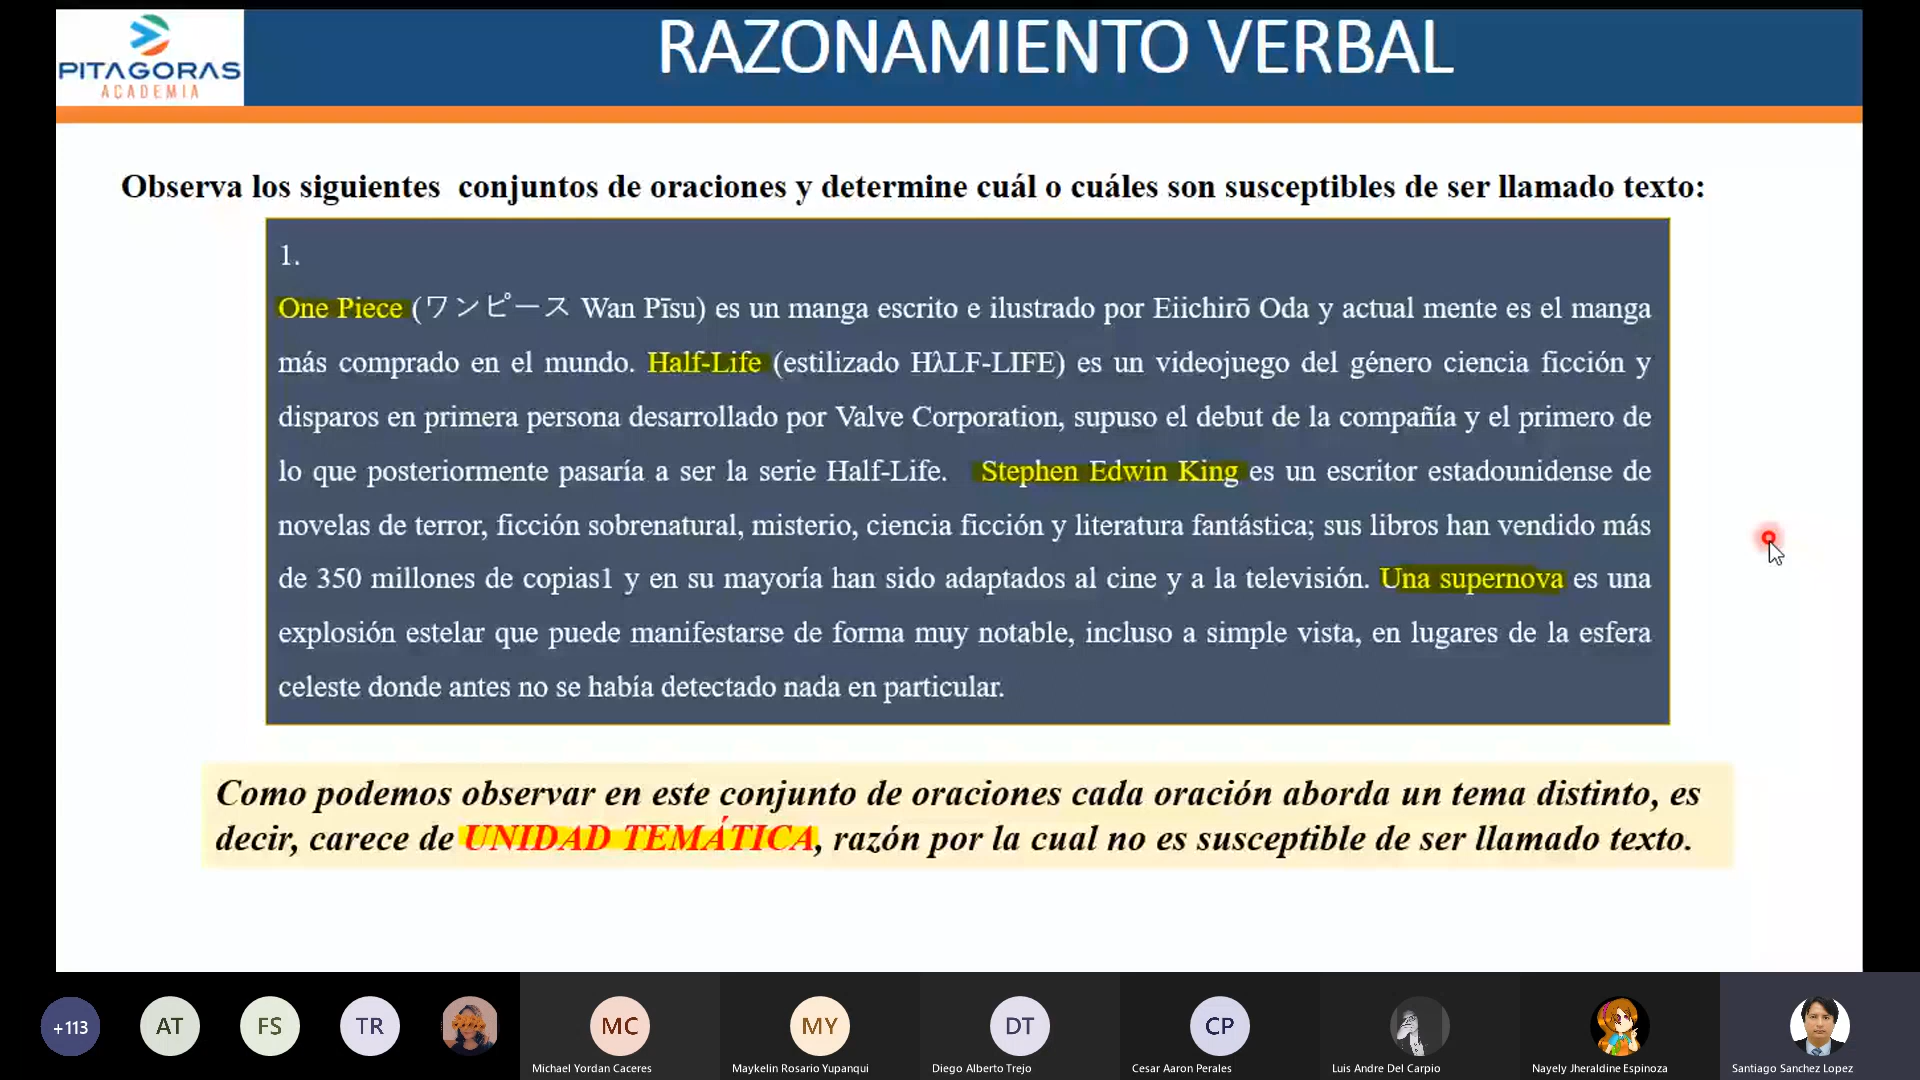 PITAGORAS
ACADEMIA
RAZONAMIENTO VERBAL
Observa los siguientes conjuntos de oraciones y determine cuál o cuáles son susceptibles de ser llamado texto:
1.
One Piece (ワンピース Wan Pīsu) es un manga escrito e ilustrado por Eiichirō Oda y actual mente es el manga
más comprado en el mundo. Half-Life (estilizado HλLF-LIFE) es un videojuego del género ciencia ficción y
disparos en primera persona desarrollado por Valve Corporation, supuso el debut de la compañía y el primero de
lo que posteriormente pasaría a ser la serie Half-Life. Stephen Edwin King es un escritor estadounidense de
novelas de terror, ficción sobrenatural, misterio, ciencia ficción y literatura fantástica; sus libros han vendido más
de 350 millones de copias1 y en su mayoría han sido adaptados al cine y a la televisión. Una supernova es una
explosión estelar que puede manifestarse de forma muy notable, incluso a simple vista, en lugares de la esfera
celeste donde antes no se había detectado nada en particular.
Como podemos observar en este conjunto de oraciones cada oración aborda un tema distinto, es
decir, carece de UNIDAD TEMÁTICA, razón por la cual no es susceptible de ser llamado texto.
+113 AT FS TR MC MY DT CP
Michael Yordan Caceres Maykelin Rosario Yupanqui Diego Alberto Trejo Cesar Aaron Perales Luis Andre Del Carpio Nayely Jheraldine Espinoza Santiago Sanchez Lopez